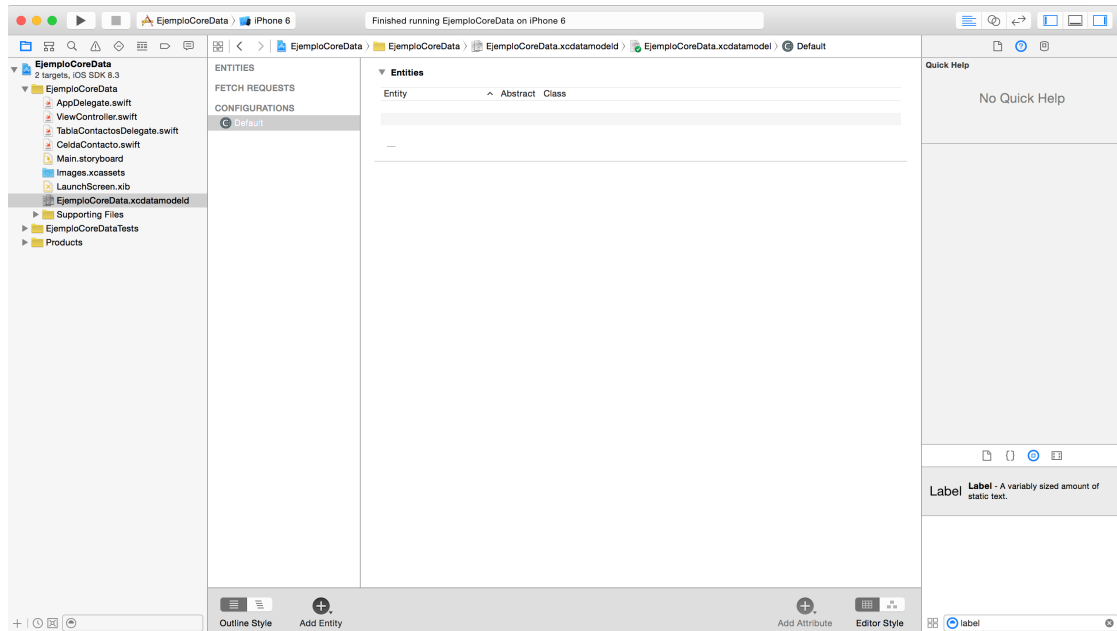 EjemploCoreData 〉 iPhone 6
Finished running EjemploCoreData on iPhone 6
EjemploCoreData 〉 EjemploCoreData 〉 EjemploCoreData.xcdatamodeld 〉 EjemploCoreData.xcdatamodel 〉 C Default
EjemploCoreData
2 targets, iOS SDK 8.3
EjemploCoreData
AppDelegate.swift
ViewController.swift
TablaContactosDelegate.swift
CeldaContacto.swift
Main.storyboard
Images.xcassets
LaunchScreen.xib
EjemploCoreData.xcdatamodeld
Supporting Files
EjemploCoreDataTests
Products
ENTITIES
FETCH REQUESTS
CONFIGURATIONS
C Default
Entities
Entity Abstract Class
Quick Help
No Quick Help
Label
Label - A variably sized amount of
static text.
Outline Style
Add Entity
Add Attribute
Editor Style
label